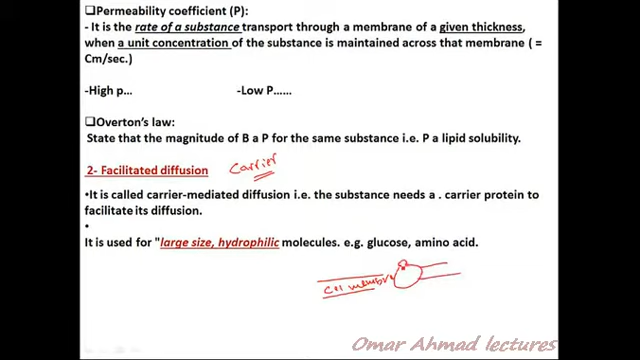 ❑Permeability coefficient (P):
- It is the rate of a substance transport through a membrane of a given thickness,
when a unit concentration of the substance is maintained across that membrane ( =
Cm/sec.)
-High p... -Low P......
❑Overton's law:
State that the magnitude of B a P for the same substance i.e. P a lipid solubility.
2- Facilitated diffusion Carrier
•It is called carrier-mediated diffusion i.e. the substance needs a . carrier protein to
facilitate its diffusion.
•
It is used for "large size, hydrophilic molecules. e.g. glucose, amino acid.
Cell membrane
Omar Ahmad lectures